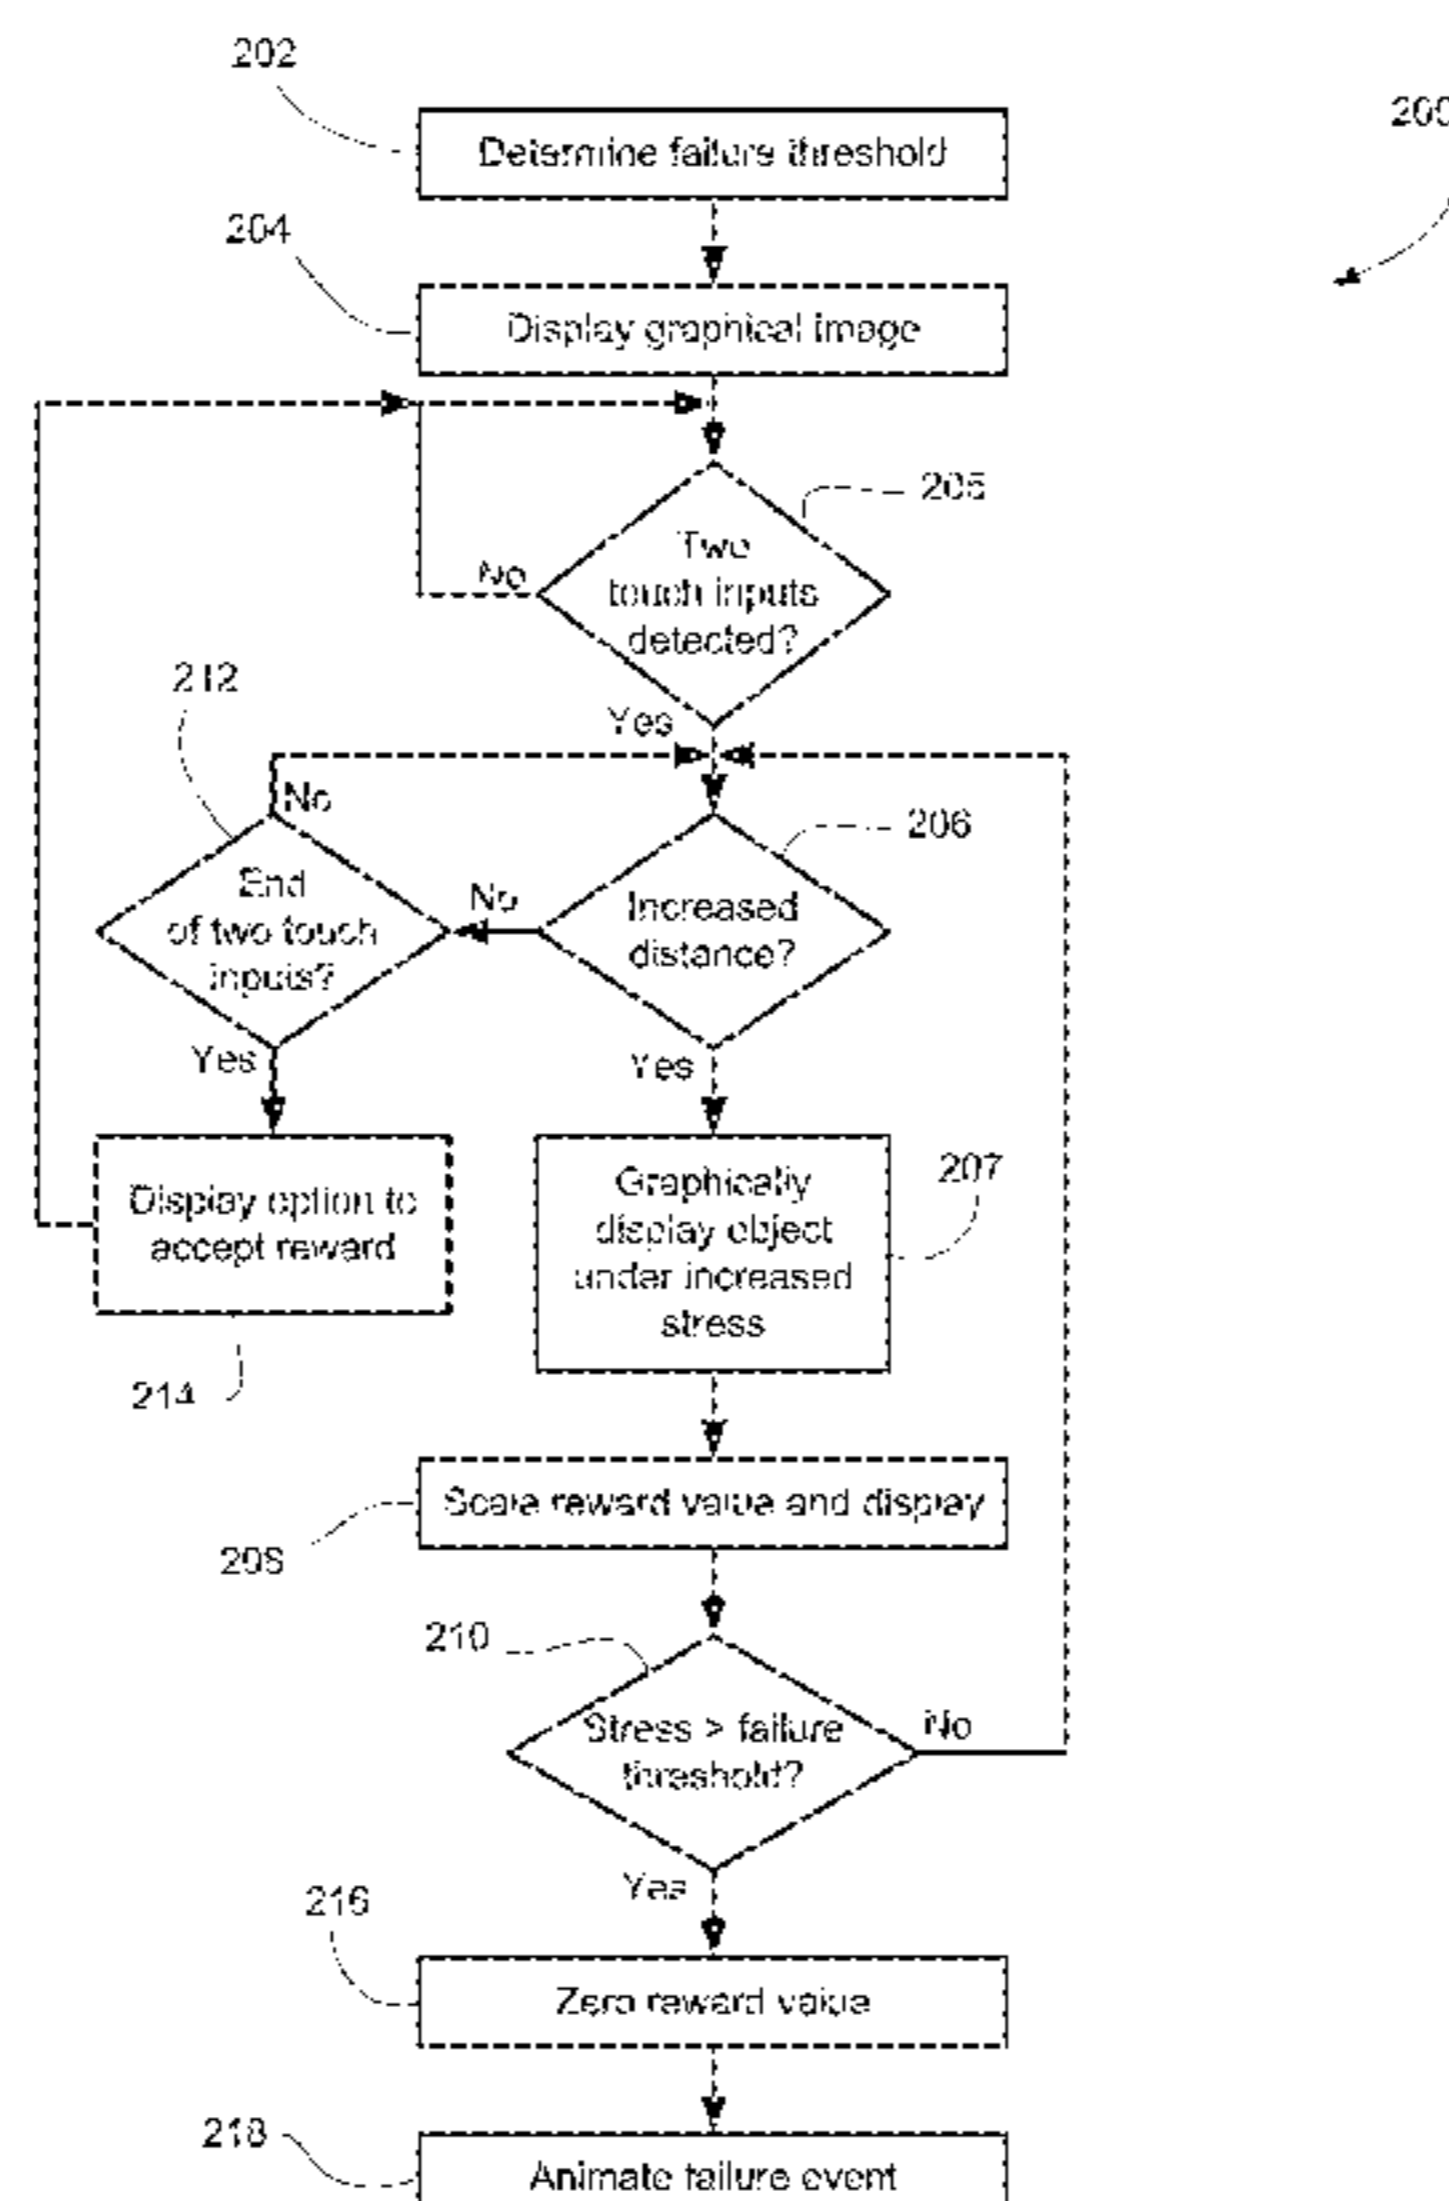 202
200
Determine failure threshold
204
Display graphical image
205
Two
touch inputs
detected?
No
Yes
212
No
206
End
of two touch
inputs?
No
Increased
distance?
Yes
Yes
Display option to
accept reward
Graphically
display object
under increased
stress
207
214
Scale reward value and display
208
210
Stress > failure
threshold?
No
Yes
216
Zero reward value
218
Animate failure event